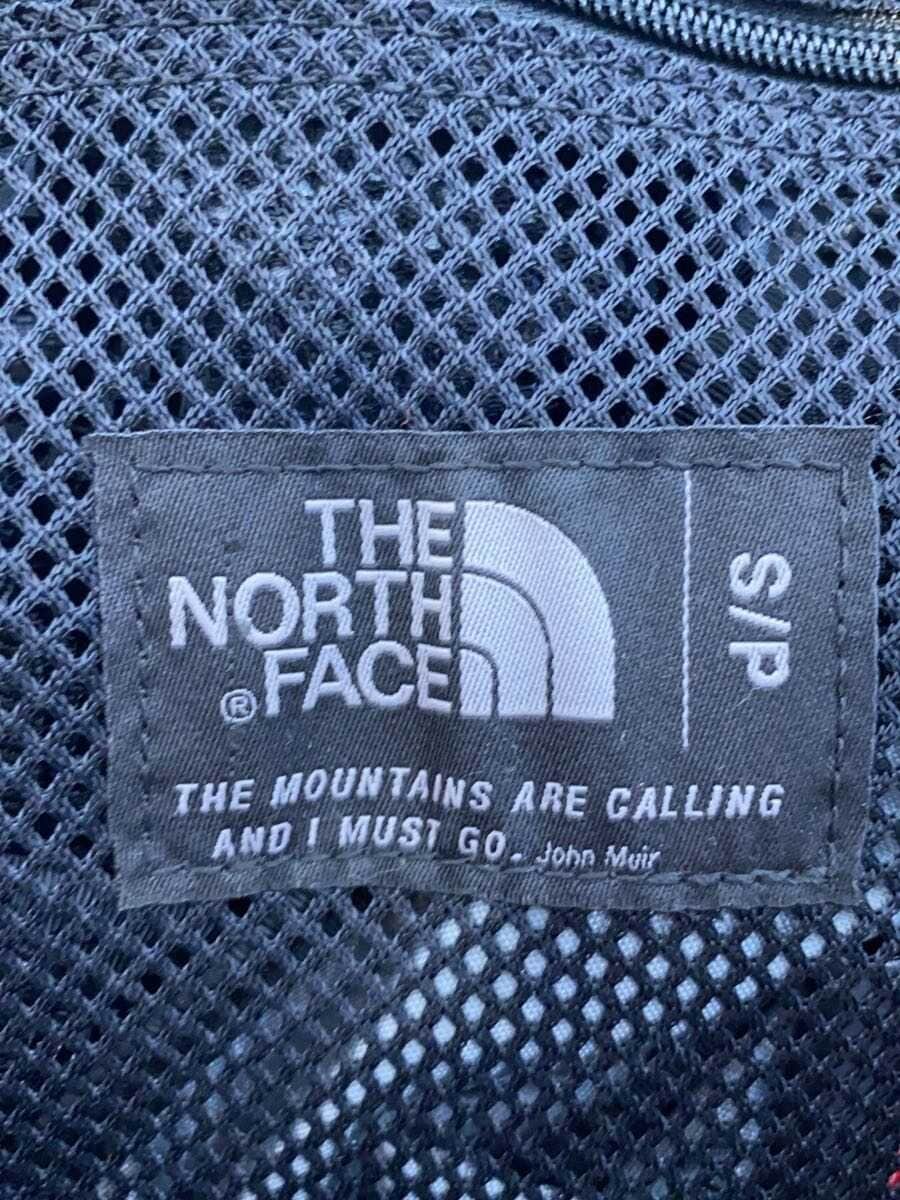 THE
NORTH
® FACE
S/P
THE MOUNTAINS ARE CALLING
AND I MUST GO. John Muir